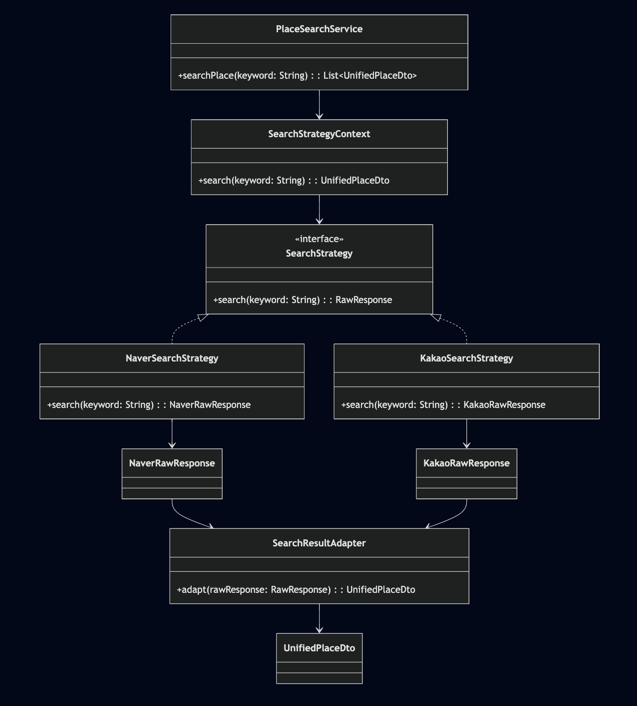 PlaceSearchService
+searchPlace(keyword: String) : : List<UnifiedPlaceDto>
SearchStrategyContext
+search(keyword: String) : : UnifiedPlaceDto
«interface»
SearchStrategy
+search(keyword: String) : : RawResponse
NaverSearchStrategy
KakaoSearchStrategy
+search(keyword: String) : : NaverRawResponse
+search(keyword: String) : : KakaoRawResponse
NaverRawResponse
KakaoRawResponse
SearchResultAdapter
+adapt(rawResponse: RawResponse) : : UnifiedPlaceDto
UnifiedPlaceDto